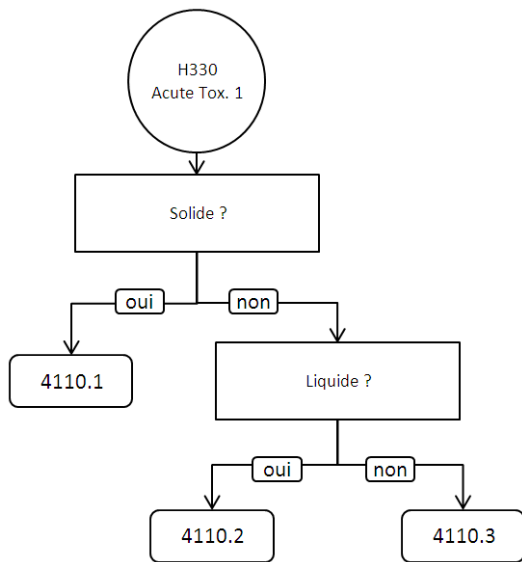 H330
Acute Tox. 1
Solide ?
oui
non
4110.1
Liquide ?
oui
non
4110.2
4110.3